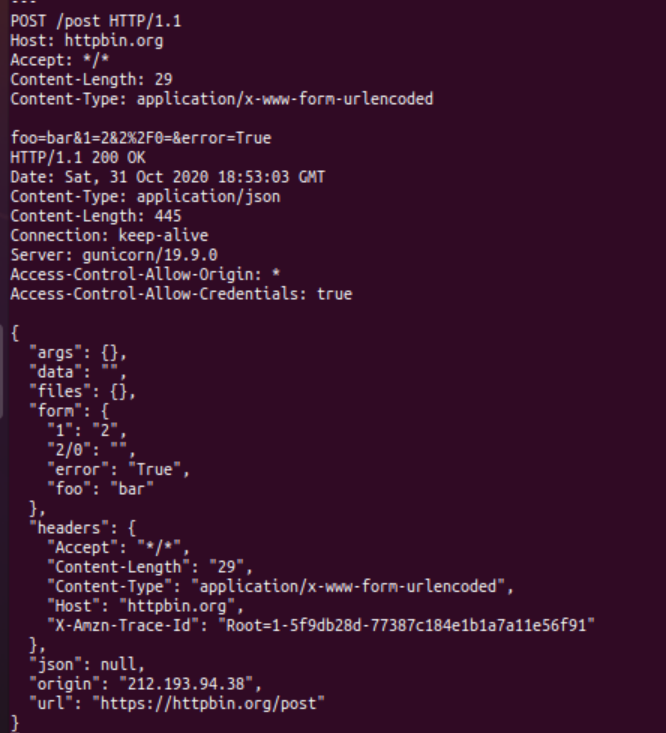 ---
POST /post HTTP/1.1
Host: httpbin.org
Accept: */*
Content-Length: 29
Content-Type: application/x-www-form-urlencoded

foo=bar&1=2&2%2F0=&error=True
HTTP/1.1 200 OK
Date: Sat, 31 Oct 2020 18:53:03 GMT
Content-Type: application/json
Content-Length: 445
Connection: keep-alive
Server: gunicorn/19.9.0
Access-Control-Allow-Origin: *
Access-Control-Allow-Credentials: true

{
  "args": {},
  "data": "",
  "files": {},
  "form": {
    "1": "2",
    "2/0": "",
    "error": "True",
    "foo": "bar"
  },
  "headers": {
    "Accept": "*/*",
    "Content-Length": "29",
    "Content-Type": "application/x-www-form-urlencoded",
    "Host": "httpbin.org",
    "X-Amzn-Trace-Id": "Root=1-5f9db28d-77387c184e1b1a7a11e56f91"
  },
  "json": null,
  "origin": "212.193.94.38",
  "url": "https://httpbin.org/post"
}